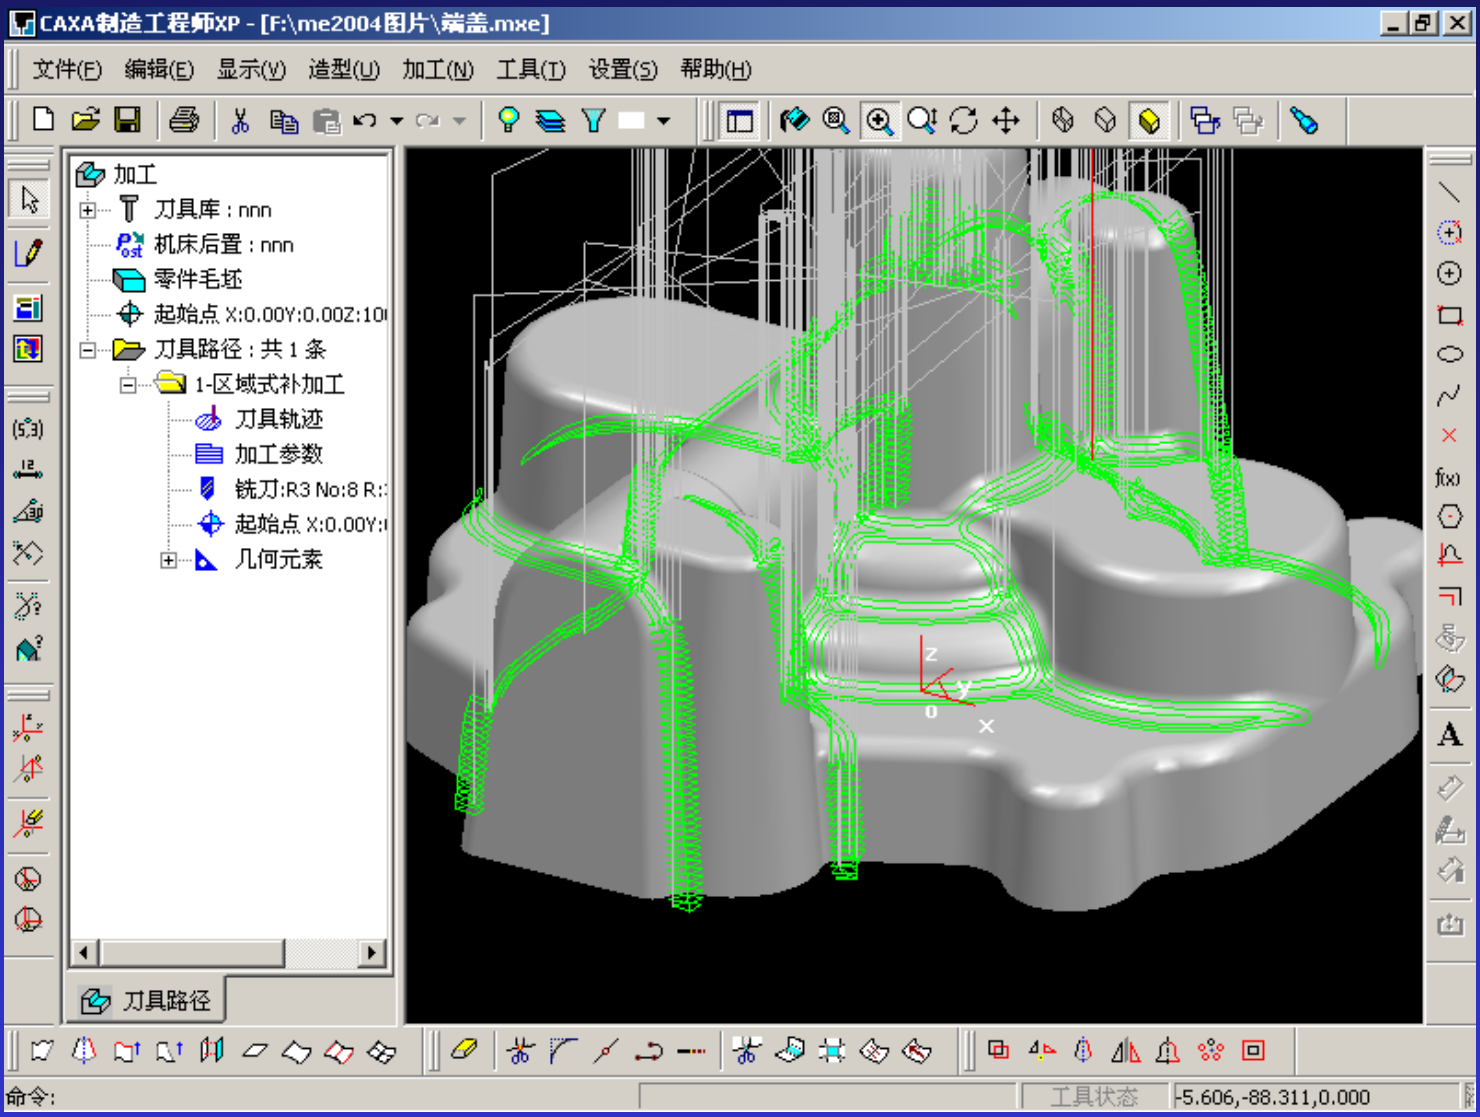 CAXA制造工程师XP - [F:\me2004图片\端盖.mxe]
文件(F) 编辑(E) 显示(V) 造型(U) 加工(N) 工具(T) 设置(S) 帮助(H)
加工
刀具库 : nnn
Post 机床后置 : nnn
零件毛坯
起始点 X:0.00Y:0.00Z:10
刀具路径 : 共 1 条
1-区域式补加工
刀具轨迹
加工参数
铣刀:R3 No:8 R:
起始点 X:0.00Y:
几何元素
刀具路径
z
y
o
x
f(x)
A
命令:
工具状态
-5.606,-88.311,0.000